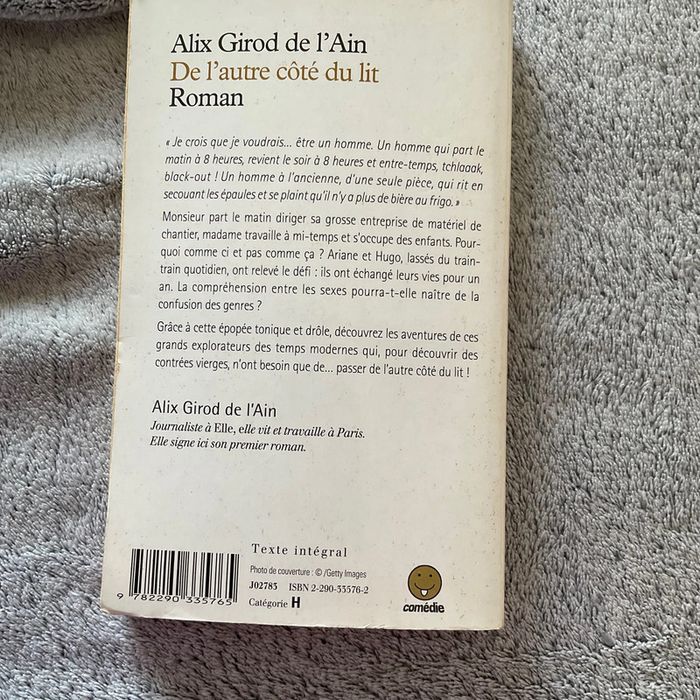 Alix Girod de l'Ain
De l'autre côté du lit
Roman
« Je crois que je voudrais... être un homme. Un homme qui part le
matin à 8 heures, revient le soir à 8 heures et entre-temps, tchlaaak,
black-out ! Un homme à l'ancienne, d'une seule pièce, qui rit en
secouant les épaules et se plaint qu'il n'y a plus de bière au frigo. »
Monsieur part le matin diriger sa grosse entreprise de matériel de
chantier, madame travaille à mi-temps et s'occupe des enfants. Pour-
quoi comme ci et pas comme ça ? Ariane et Hugo, lassés du train-
train quotidien, ont relevé le défi : ils ont échangé leurs vies pour un
an. La compréhension entre les sexes pourra-t-elle naître de la
confusion des genres ?
Grâce à cette épopée tonique et drôle, découvrez les aventures de ces
grands explorateurs des temps modernes qui, pour découvrir des
contrées vierges, n'ont besoin que de... passer de l'autre côté du lit !
Alix Girod de l'Ain
Journaliste à Elle, elle vit et travaille à Paris.
Elle signe ici son premier roman.
Texte intégral
Photo de couverture : © /Getty Images
J02783 ISBN 2-290-33576-2
Catégorie H
9 782290 335765
comédie